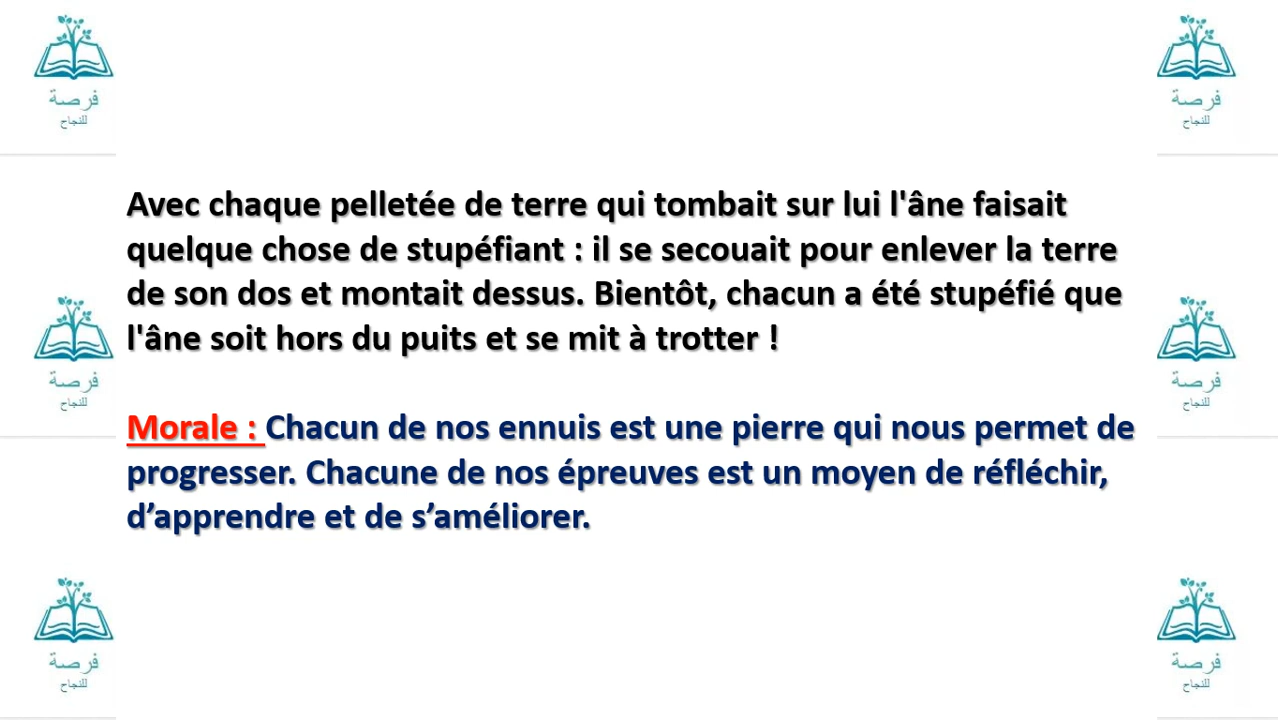 فرصة
للنجاح
فرصة
للنجاح
Avec chaque pelletée de terre qui tombait sur lui l'âne faisait
quelque chose de stupéfiant : il se secouait pour enlever la terre
de son dos et montait dessus. Bientôt, chacun a été stupéfié que
l'âne soit hors du puits et se mit à trotter !
فرصة
للنجاح
فرصة
للنجاح
Morale : Chacun de nos ennuis est une pierre qui nous permet de
progresser. Chacune de nos épreuves est un moyen de réfléchir,
d’apprendre et de s’améliorer.
فرصة
للنجاح
فرصة
للنجاح